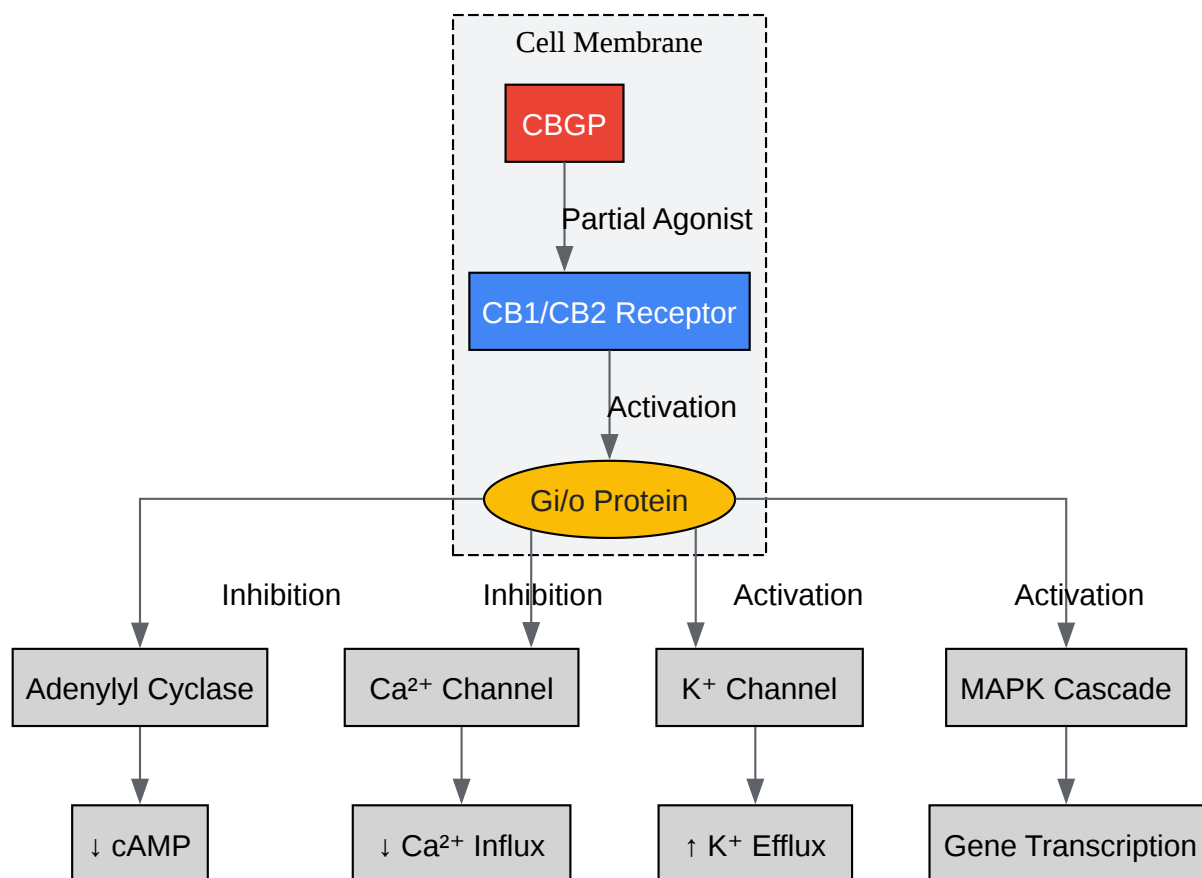 Cell Membrane
CBGP
Partial Agonist
CB1/CB2 Receptor
Activation
Gi/o Protein
Inhibition
Inhibition
Activation
Activation
Adenylyl Cyclase
Ca²⁺ Channel
K⁺ Channel
MAPK Cascade
↓ cAMP
↓ Ca²⁺ Influx
↑ K⁺ Efflux
Gene Transcription